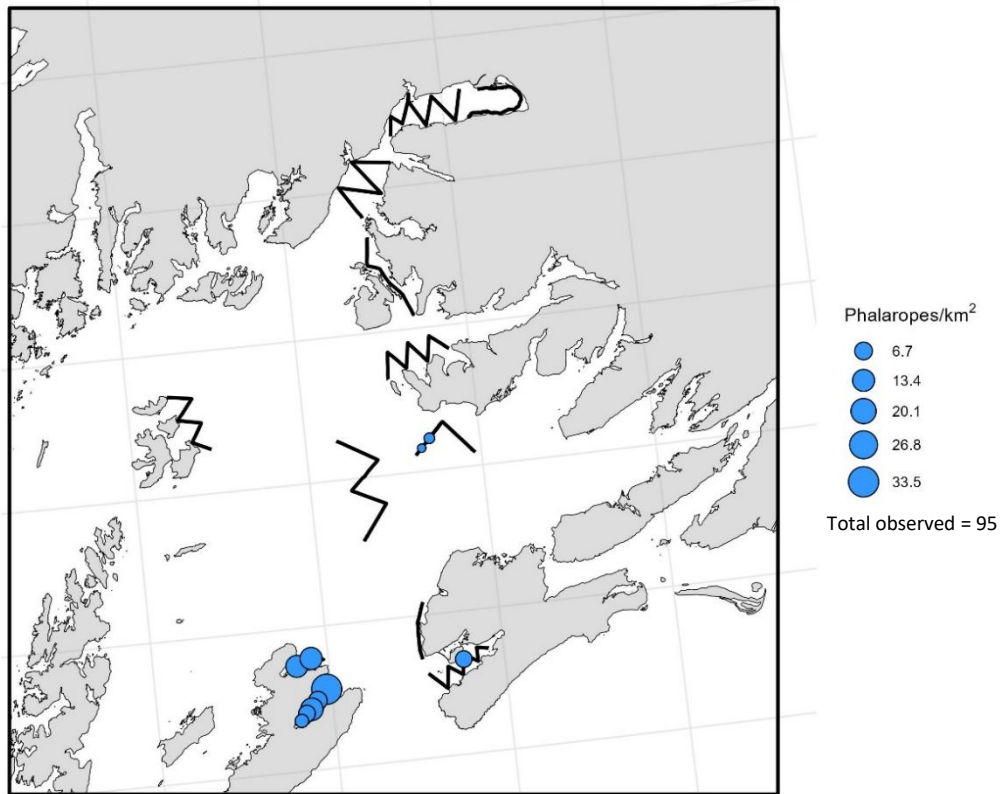 Phalaropes/km²
6.7
13.4
20.1
26.8
33.5
Total observed = 95